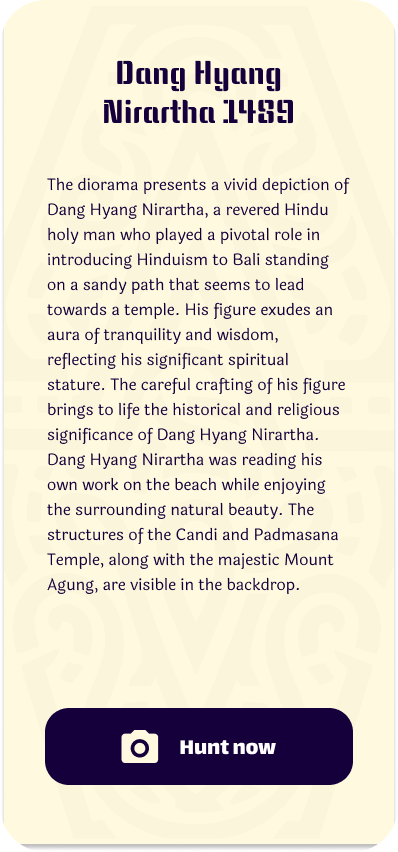 Dang Hyang
Nirartha 1489
The diorama presents a vivid depiction of
Dang Hyang Nirartha, a revered Hindu
holy man who played a pivotal role in
introducing Hinduism to Bali standing
on a sandy path that seems to lead
towards a temple. His figure exudes an
aura of tranquility and wisdom,
reflecting his significant spiritual
stature. The careful crafting of his figure
brings to life the historical and religious
significance of Dang Hyang Nirartha.
Dang Hyang Nirartha was reading his
own work on the beach while enjoying
the surrounding natural beauty. The
structures of the Candi and Padmasana
Temple, along with the majestic Mount
Agung, are visible in the backdrop.
Hunt now